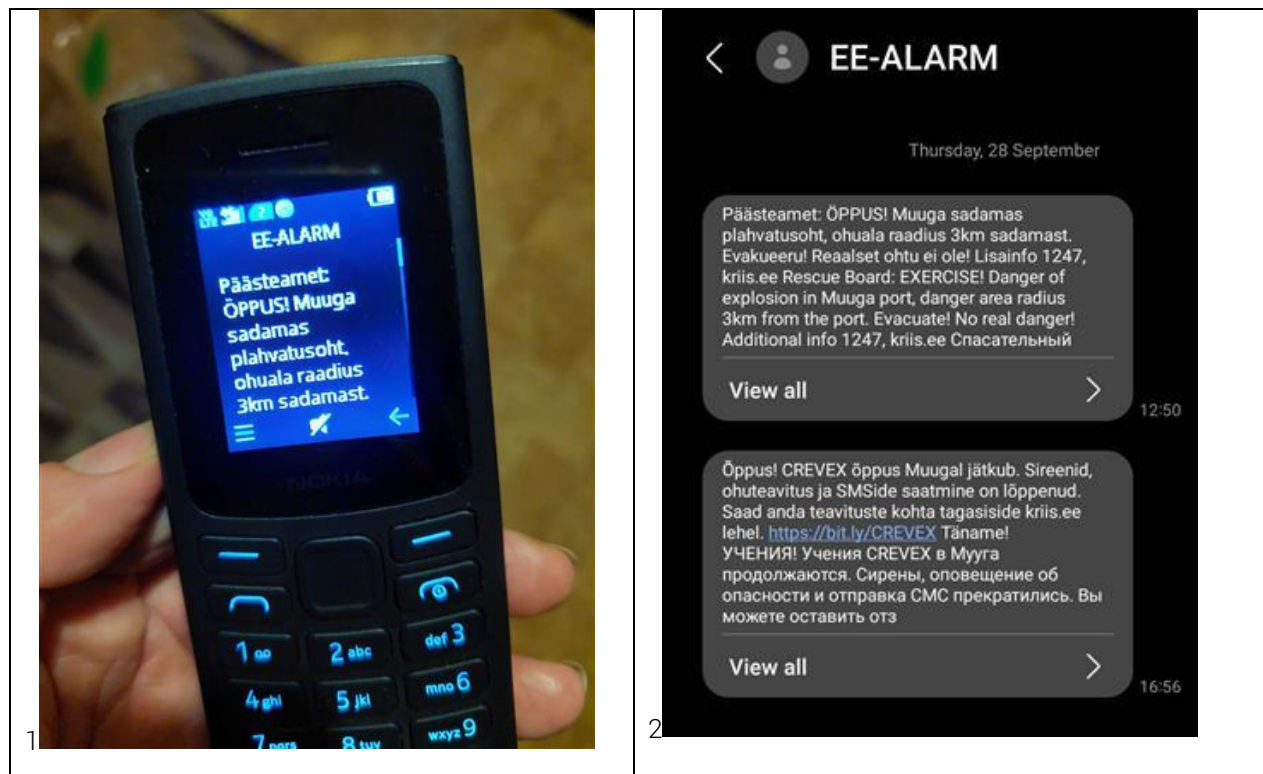 EE-ALARM
Päästeamet:
ÕPPUS! Muuga
sadamas
plahvatusoht,
ohuala raadius
3km sadamast.
NOKIA
1
2 abc
def 3
4 ghi
5 jkl
mno 6
7 pqrs
8 tuv
wxyz 9
1
EE-ALARM
Thursday, 28 September
Päästeamet: ÕPPUS! Muuga sadamas
plahvatusoht, ohuala raadius 3km sadamast.
Evakueeru! Reaalset ohtu ei ole! Lisainfo 1247,
kriis.ee Rescue Board: EXERCISE! Danger of
explosion in Muuga port, danger area radius
3km from the port. Evacuate! No real danger!
Additional info 1247, kriis.ee Спасательный
View all
12:50
Õppus! CREVEX õppus Muugal jätkub. Sireenid,
ohuteavitus ja SMSide saatmine on lõppenud.
Saad anda teavituste kohta tagasiside kriis.ee
lehel. https://bit.ly/CREVEX Täname!
УЧЕНИЯ! Учения CREVEX в Мууга
продолжаются. Сирены, оповещение об
опасности и отправка СМС прекратились. Вы
можете оставить отз
View all
16:56
2